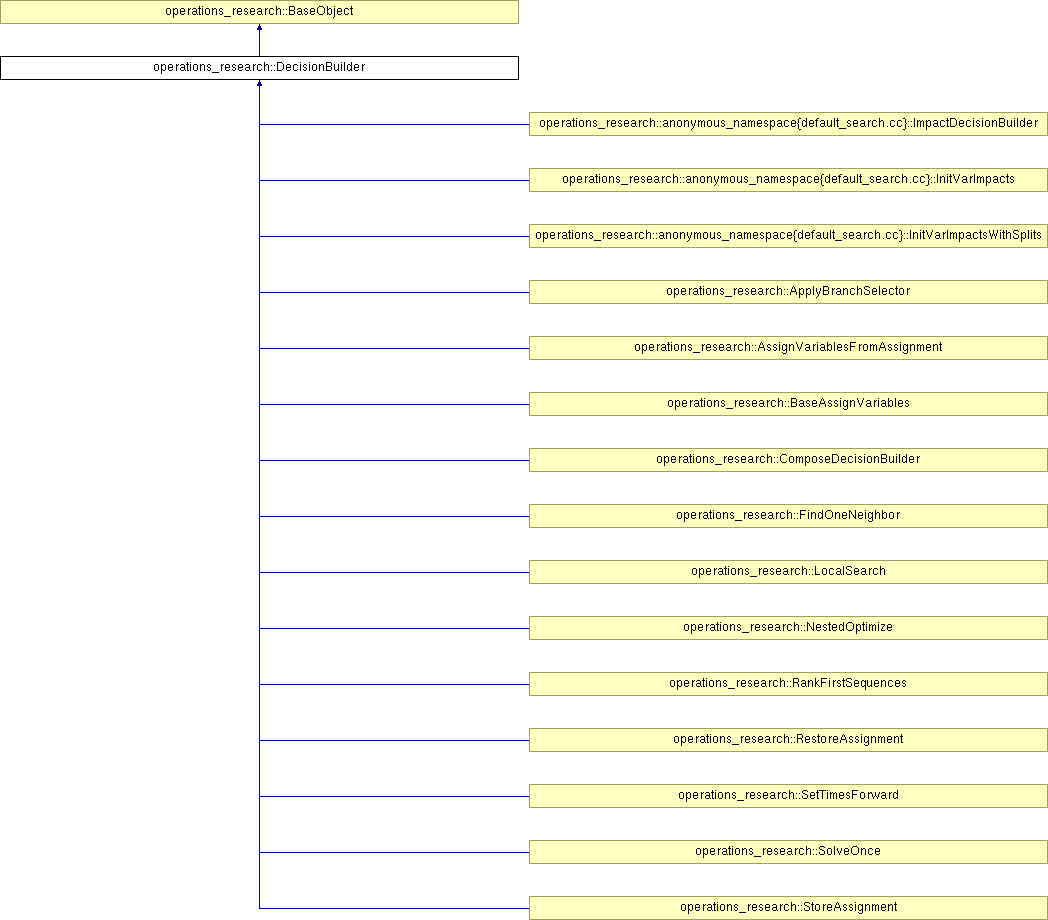 operations_research::BaseObject
operations_research::DecisionBuilder
operations_research::anonymous_namespace{default_search.cc}::ImpactDecisionBuilder
operations_research::anonymous_namespace{default_search.cc}::InitVarImpacts
operations_research::anonymous_namespace{default_search.cc}::InitVarImpactsWithSplits
operations_research::ApplyBranchSelector
operations_research::AssignVariablesFromAssignment
operations_research::BaseAssignVariables
operations_research::ComposeDecisionBuilder
operations_research::FindOneNeighbor
operations_research::LocalSearch
operations_research::NestedOptimize
operations_research::RankFirstSequences
operations_research::RestoreAssignment
operations_research::SetTimesForward
operations_research::SolveOnce
operations_research::StoreAssignment